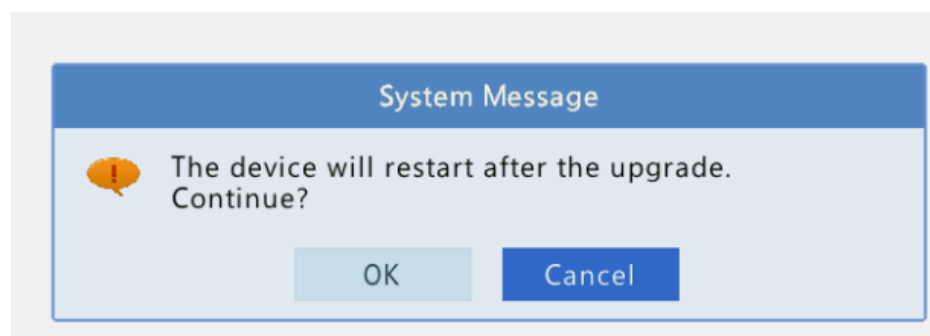 System Message
The device will restart after the upgrade.
Continue?
OK
Cancel